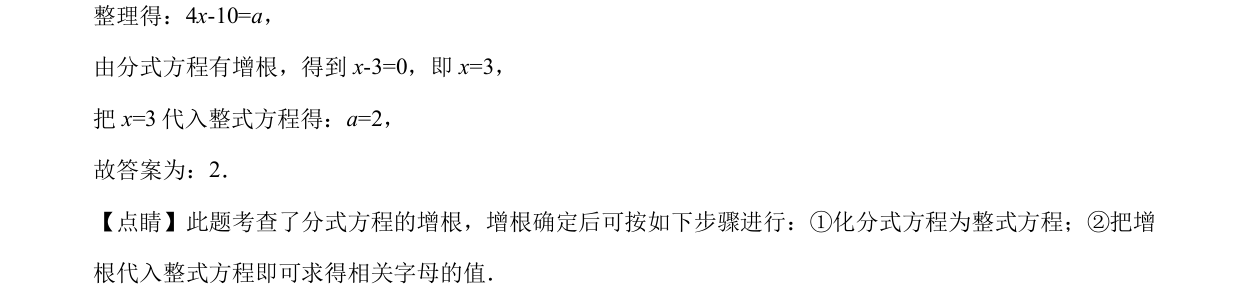 整理得：4x-10=a，
由分式方程有增根，得到 x-3=0，即 x=3，
把 x=3 代入整式方程得：a=2，
故答案为：2．
【点睛】此题考查了分式方程的增根，增根确定后可按如下步骤进行：①化分式方程为整式方程；②把增
根代入整式方程即可求得相关字母的值．